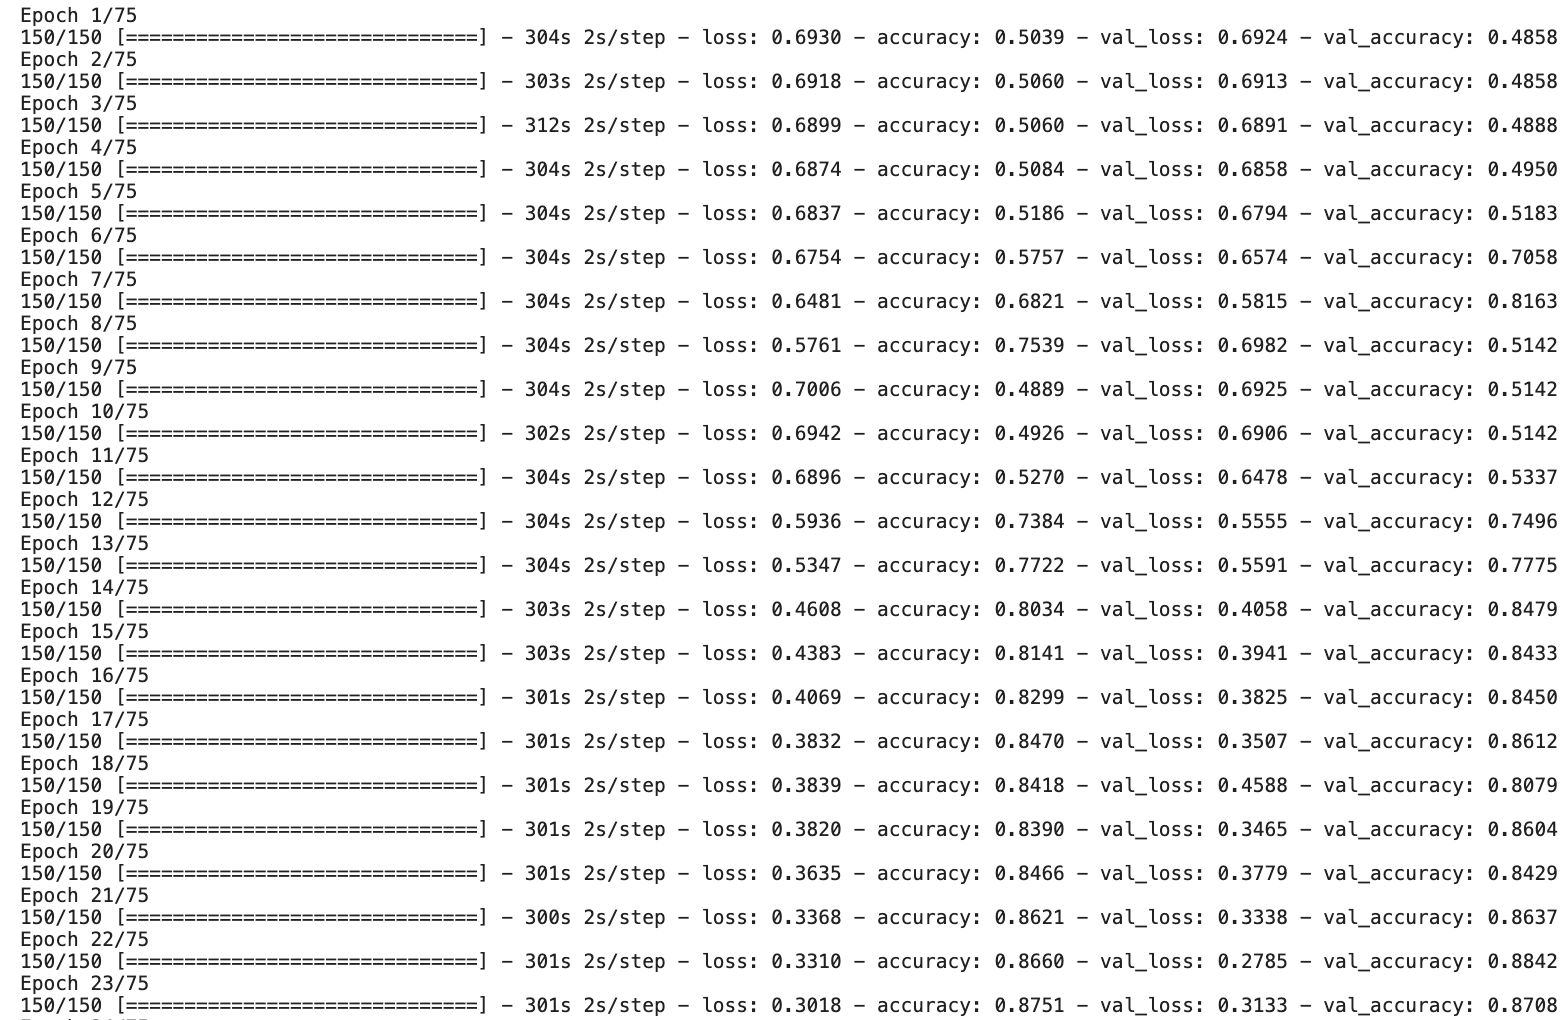 Epoch 1/75
150/150 [==============================] - 304s 2s/step - loss: 0.6930 - accuracy: 0.5039 - val_loss: 0.6924 - val_accuracy: 0.4858
Epoch 2/75
150/150 [==============================] - 303s 2s/step - loss: 0.6918 - accuracy: 0.5060 - val_loss: 0.6913 - val_accuracy: 0.4858
Epoch 3/75
150/150 [==============================] - 312s 2s/step - loss: 0.6899 - accuracy: 0.5060 - val_loss: 0.6891 - val_accuracy: 0.4888
Epoch 4/75
150/150 [==============================] - 304s 2s/step - loss: 0.6874 - accuracy: 0.5084 - val_loss: 0.6858 - val_accuracy: 0.4950
Epoch 5/75
150/150 [==============================] - 304s 2s/step - loss: 0.6837 - accuracy: 0.5186 - val_loss: 0.6794 - val_accuracy: 0.5183
Epoch 6/75
150/150 [==============================] - 304s 2s/step - loss: 0.6754 - accuracy: 0.5757 - val_loss: 0.6574 - val_accuracy: 0.7058
Epoch 7/75
150/150 [==============================] - 304s 2s/step - loss: 0.6481 - accuracy: 0.6821 - val_loss: 0.5815 - val_accuracy: 0.8163
Epoch 8/75
150/150 [==============================] - 304s 2s/step - loss: 0.5761 - accuracy: 0.7539 - val_loss: 0.6982 - val_accuracy: 0.5142
Epoch 9/75
150/150 [==============================] - 304s 2s/step - loss: 0.7006 - accuracy: 0.4889 - val_loss: 0.6925 - val_accuracy: 0.5142
Epoch 10/75
150/150 [==============================] - 302s 2s/step - loss: 0.6942 - accuracy: 0.4926 - val_loss: 0.6906 - val_accuracy: 0.5142
Epoch 11/75
150/150 [==============================] - 304s 2s/step - loss: 0.6896 - accuracy: 0.5270 - val_loss: 0.6478 - val_accuracy: 0.5337
Epoch 12/75
150/150 [==============================] - 304s 2s/step - loss: 0.5936 - accuracy: 0.7384 - val_loss: 0.5555 - val_accuracy: 0.7496
Epoch 13/75
150/150 [==============================] - 304s 2s/step - loss: 0.5347 - accuracy: 0.7722 - val_loss: 0.5591 - val_accuracy: 0.7775
Epoch 14/75
150/150 [==============================] - 303s 2s/step - loss: 0.4608 - accuracy: 0.8034 - val_loss: 0.4058 - val_accuracy: 0.8479
Epoch 15/75
150/150 [==============================] - 303s 2s/step - loss: 0.4383 - accuracy: 0.8141 - val_loss: 0.3941 - val_accuracy: 0.8433
Epoch 16/75
150/150 [==============================] - 301s 2s/step - loss: 0.4069 - accuracy: 0.8299 - val_loss: 0.3825 - val_accuracy: 0.8450
Epoch 17/75
150/150 [==============================] - 301s 2s/step - loss: 0.3832 - accuracy: 0.8470 - val_loss: 0.3507 - val_accuracy: 0.8612
Epoch 18/75
150/150 [==============================] - 301s 2s/step - loss: 0.3839 - accuracy: 0.8418 - val_loss: 0.4588 - val_accuracy: 0.8079
Epoch 19/75
150/150 [==============================] - 301s 2s/step - loss: 0.3820 - accuracy: 0.8390 - val_loss: 0.3465 - val_accuracy: 0.8604
Epoch 20/75
150/150 [==============================] - 301s 2s/step - loss: 0.3635 - accuracy: 0.8466 - val_loss: 0.3779 - val_accuracy: 0.8429
Epoch 21/75
150/150 [==============================] - 300s 2s/step - loss: 0.3368 - accuracy: 0.8621 - val_loss: 0.3338 - val_accuracy: 0.8637
Epoch 22/75
150/150 [==============================] - 301s 2s/step - loss: 0.3310 - accuracy: 0.8660 - val_loss: 0.2785 - val_accuracy: 0.8842
Epoch 23/75
150/150 [==============================] - 301s 2s/step - loss: 0.3018 - accuracy: 0.8751 - val_loss: 0.3133 - val_accuracy: 0.8708